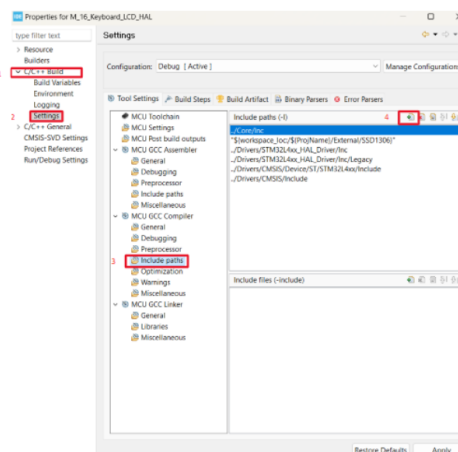 Properties for M_16_Keyboard_LCD_HAL
type filter text
Settings
Resource
Builders
C/C++ Build
Build Variables
Environment
Logging
2
Settings
C/C++ General
CMSIS-SVD Settings
Project References
Run/Debug Settings
Configuration: Debug [ Active ]
Manage Configuration
Tool Settings
Build Steps
Build Artifact
Binary Parsers
Error Parsers
MCU Toolchain
MCU Settings
MCU Post build outputs
MCU GCC Assembler
General
Debugging
Preprocessor
Include paths
Miscellaneous
MCU GCC Compiler
General
Debugging
Preprocessor
3
Include paths
Optimization
Warnings
Miscellaneous
MCU GCC Linker
General
Libraries
Miscellaneous
Include paths (-I)
4
../Core/Inc
"${workspace_loc:/${ProjName}/External/SSD1306}"
../Drivers/STM32L4xx_HAL_Driver/Inc
../Drivers/STM32L4xx_HAL_Driver/Inc/Legacy
../Drivers/CMSIS/Device/ST/STM32L4xx/Include
../Drivers/CMSIS/Include
Include files (-include)
Restore Defaults
Apply